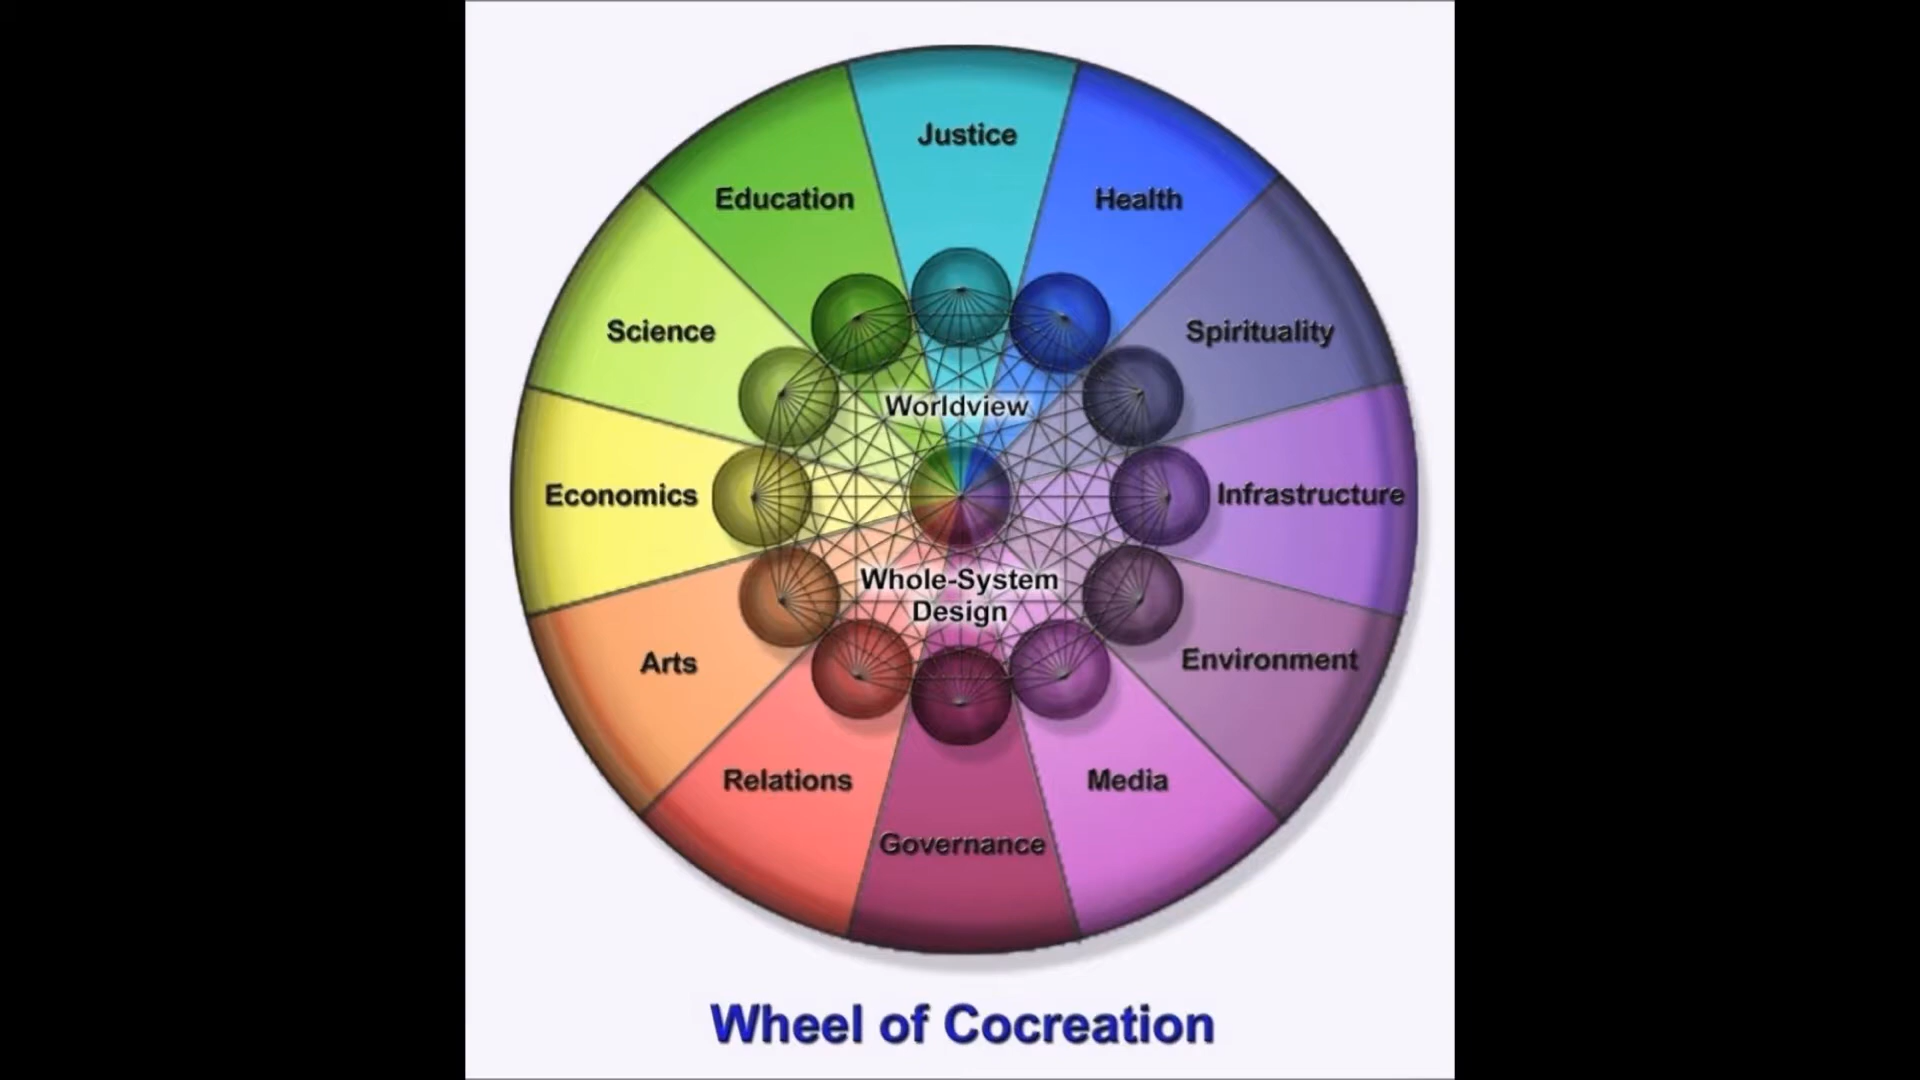 Justice
Education
Health
Science
Spirituality
Worldview
Economics
Infrastructure
Whole-System
Design
Arts
Environment
Relations
Media
Governance
Wheel of Cocreation